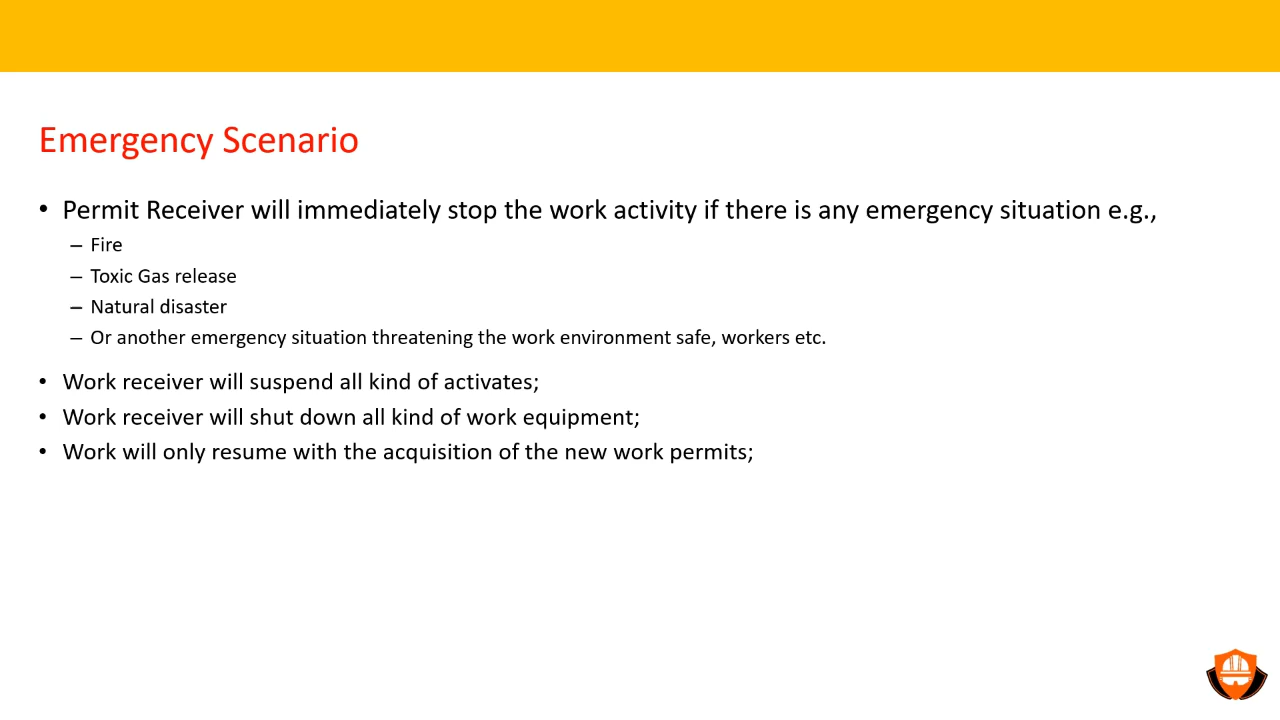 Emergency Scenario
• Permit Receiver will immediately stop the work activity if there is any emergency situation e.g.,
– Fire
– Toxic Gas release
– Natural disaster
– Or another emergency situation threatening the work environment safe, workers etc.
• Work receiver will suspend all kind of activates;
• Work receiver will shut down all kind of work equipment;
• Work will only resume with the acquisition of the new work permits;